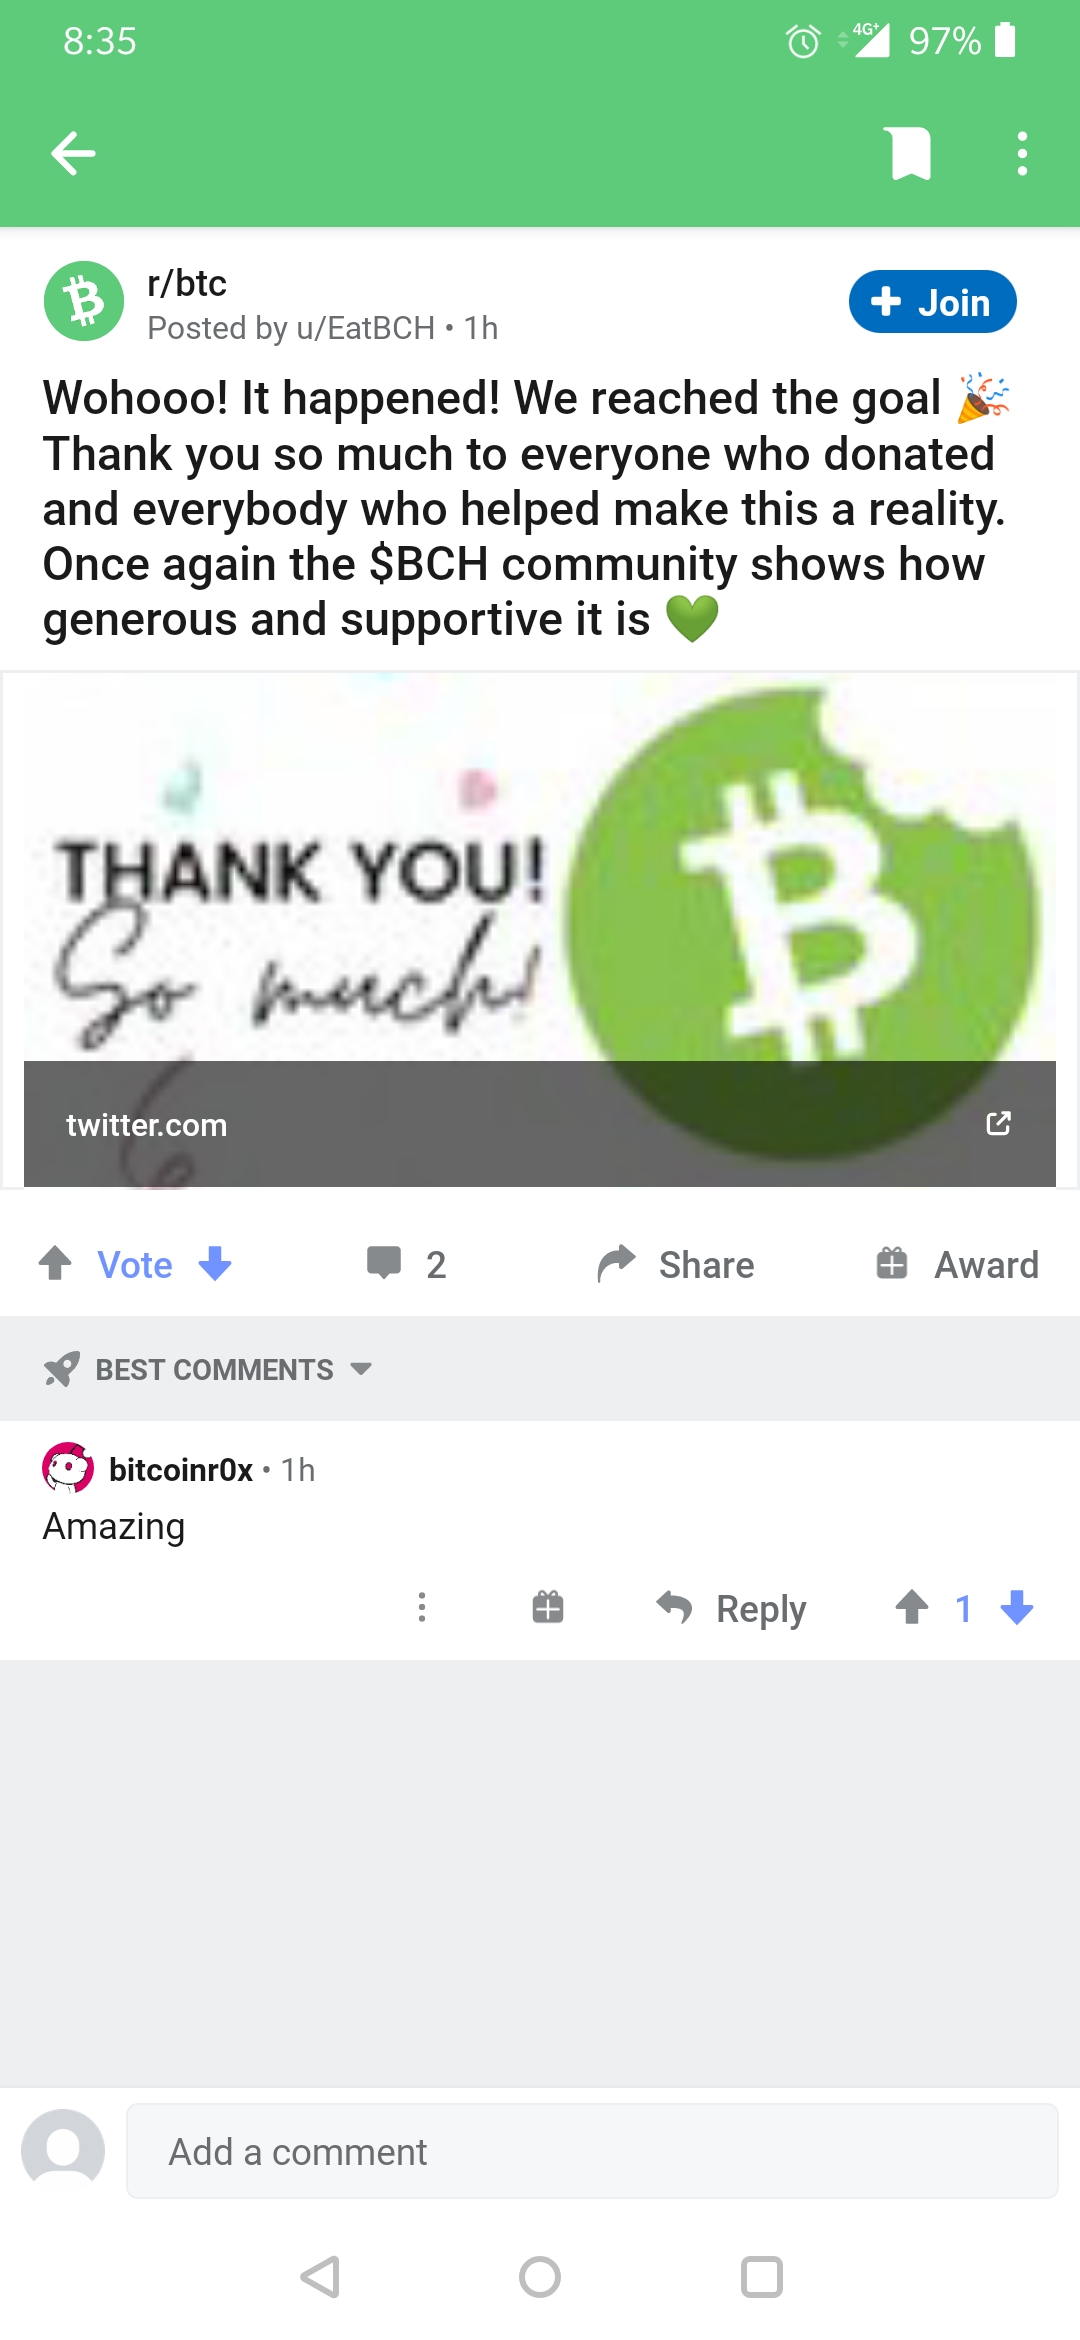 8:35
4G+ 97%
r/btc
Posted by u/EatBCH • 1h
+ Join
Wohooo! It happened! We reached the goal 🎉
Thank you so much to everyone who donated
and everybody who helped make this a reality.
Once again the $BCH community shows how
generous and supportive it is 💚
THANK YOU!
So much!
twitter.com
Vote 2 Share Award
BEST COMMENTS
bitcoinr0x • 1h
Amazing
Reply 1
Add a comment